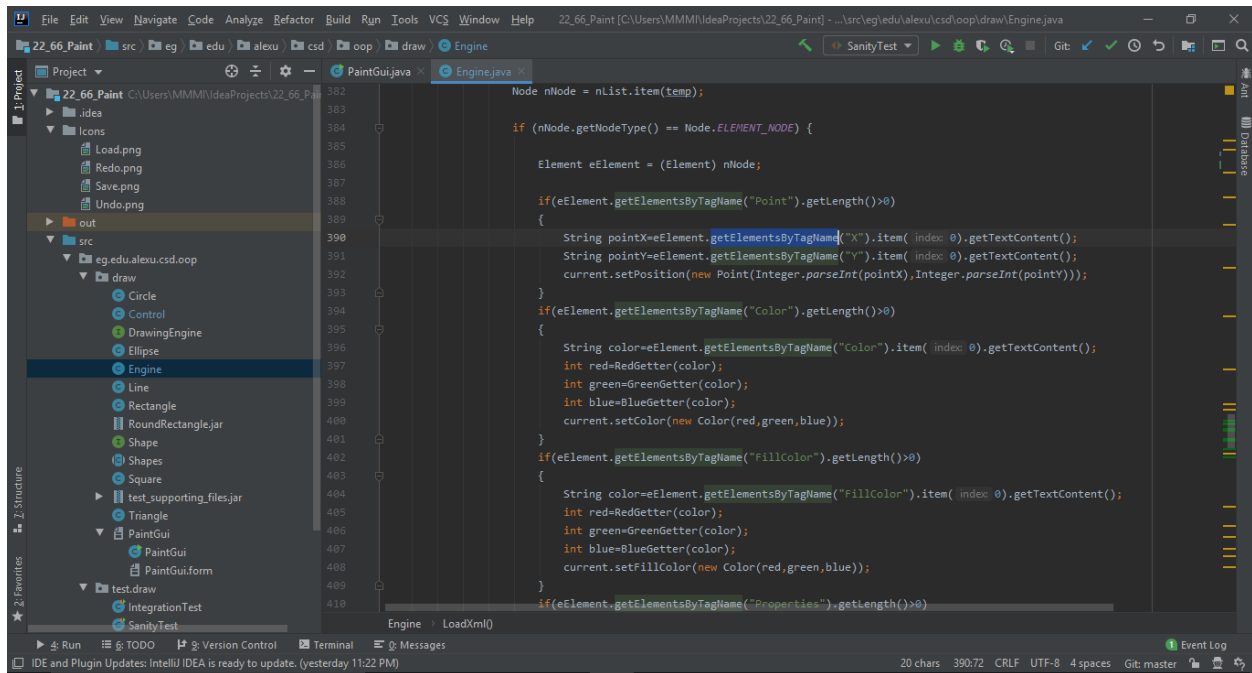 File Edit View Navigate Code Analyze Refactor Build Run Tools VCS Window Help 22_66_Paint [C:\Users\MMMI\IdeaProjects\22_66_Paint] - ...\src\eg\edu\alexu\csd\oop\draw\Engine.java
22_66_Paint src eg edu alexu csd oop draw Engine SanityTest Git:
Project PaintGui.java Engine.java
1: Project
Ant
Database
22_66_Paint C:\Users\MMMI\IdeaProjects\22_66_Pai
.idea
Icons
Load.png
Redo.png
Save.png
Undo.png
out
src
eg.edu.alexu.csd.oop
draw
Circle
Control
DrawingEngine
Ellipse
Engine
Line
Rectangle
RoundRectangle.jar
Shape
Shapes
Square
test_supporting_files.jar
Triangle
PaintGui
PaintGui
PaintGui.form
test.draw
IntegrationTest
SanityTest
7: Structure
2: Favorites
382 Node nNode = nList.item(temp);
383
384 if (nNode.getNodeType() == Node.ELEMENT_NODE) {
385
386 Element eElement = (Element) nNode;
387
388 if(eElement.getElementsByTagName("Point").getLength()>0)
389 {
390 String pointX=eElement.getElementsByTagName("X").item( index: 0).getTextContent();
391 String pointY=eElement.getElementsByTagName("Y").item( index: 0).getTextContent();
392 current.setPosition(new Point(Integer.parseInt(pointX),Integer.parseInt(pointY)));
393 }
394 if(eElement.getElementsByTagName("Color").getLength()>0)
395 {
396 String color=eElement.getElementsByTagName("Color").item( index: 0).getTextContent();
397 int red=RedGetter(color);
398 int green=GreenGetter(color);
399 int blue=BlueGetter(color);
400 current.setColor(new Color(red,green,blue));
401 }
402 if(eElement.getElementsByTagName("FillColor").getLength()>0)
403 {
404 String color=eElement.getElementsByTagName("FillColor").item( index: 0).getTextContent();
405 int red=RedGetter(color);
406 int green=GreenGetter(color);
407 int blue=BlueGetter(color);
408 current.setFillColor(new Color(red,green,blue));
409 }
410 if(eElement.getElementsByTagName("Properties").getLength()>0)
Engine LoadXml()
4: Run 6: TODO 9: Version Control Terminal 0: Messages 1 Event Log
IDE and Plugin Updates: IntelliJ IDEA is ready to update. (yesterday 11:22 PM) 20 chars 390:72 CRLF UTF-8 4 spaces Git: master